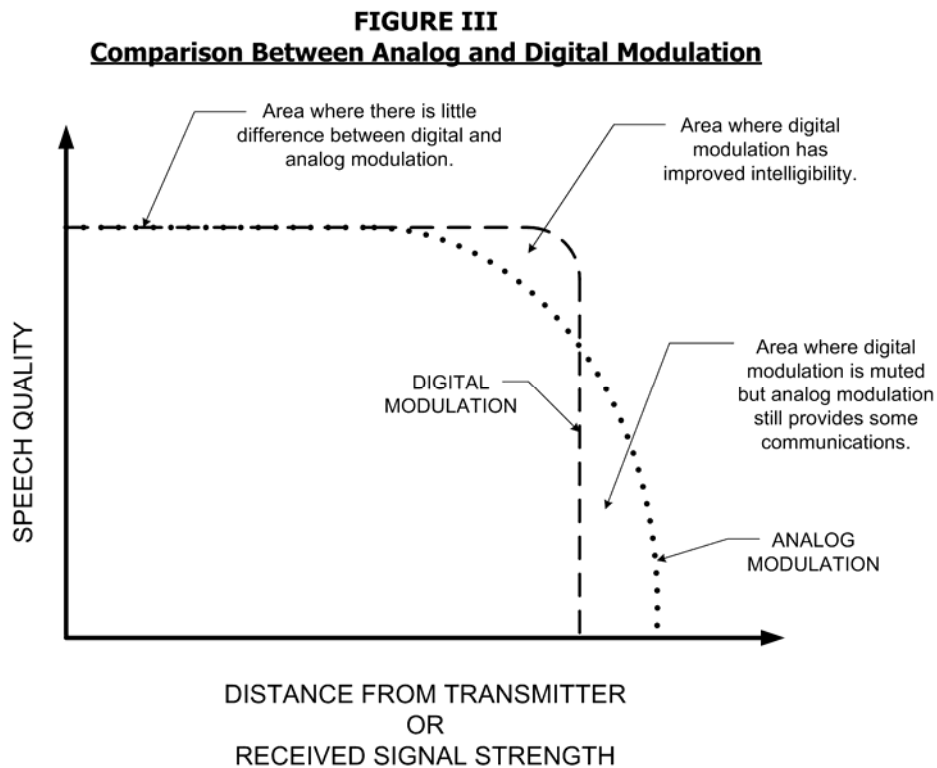 FIGURE III
Comparison Between Analog and Digital Modulation
Area where there is little
difference between digital and
analog modulation.
Area where digital
modulation has
improved intelligibility.
SPEECH QUALITY
DIGITAL
MODULATION
Area where digital
modulation is muted
but analog modulation
still provides some
communications.
ANALOG
MODULATION
DISTANCE FROM TRANSMITTER
OR
RECEIVED SIGNAL STRENGTH